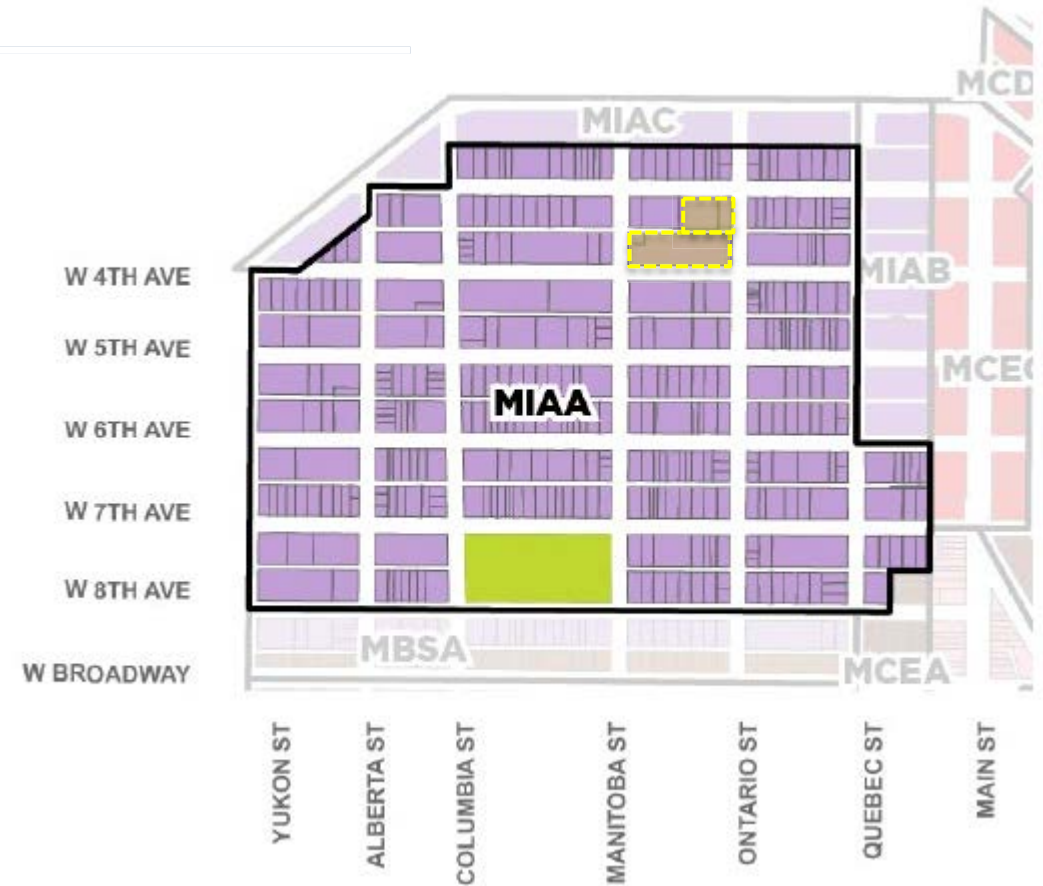 MCD
MIAC
W 4TH AVE
MIAB
W 5TH AVE
MCEC
MIAA
W 6TH AVE
W 7TH AVE
W 8TH AVE
MBSA
W BROADWAY
MCEA
YUKON ST
ALBERTA ST
COLUMBIA ST
MANITOBA ST
ONTARIO ST
QUEBEC ST
MAIN ST